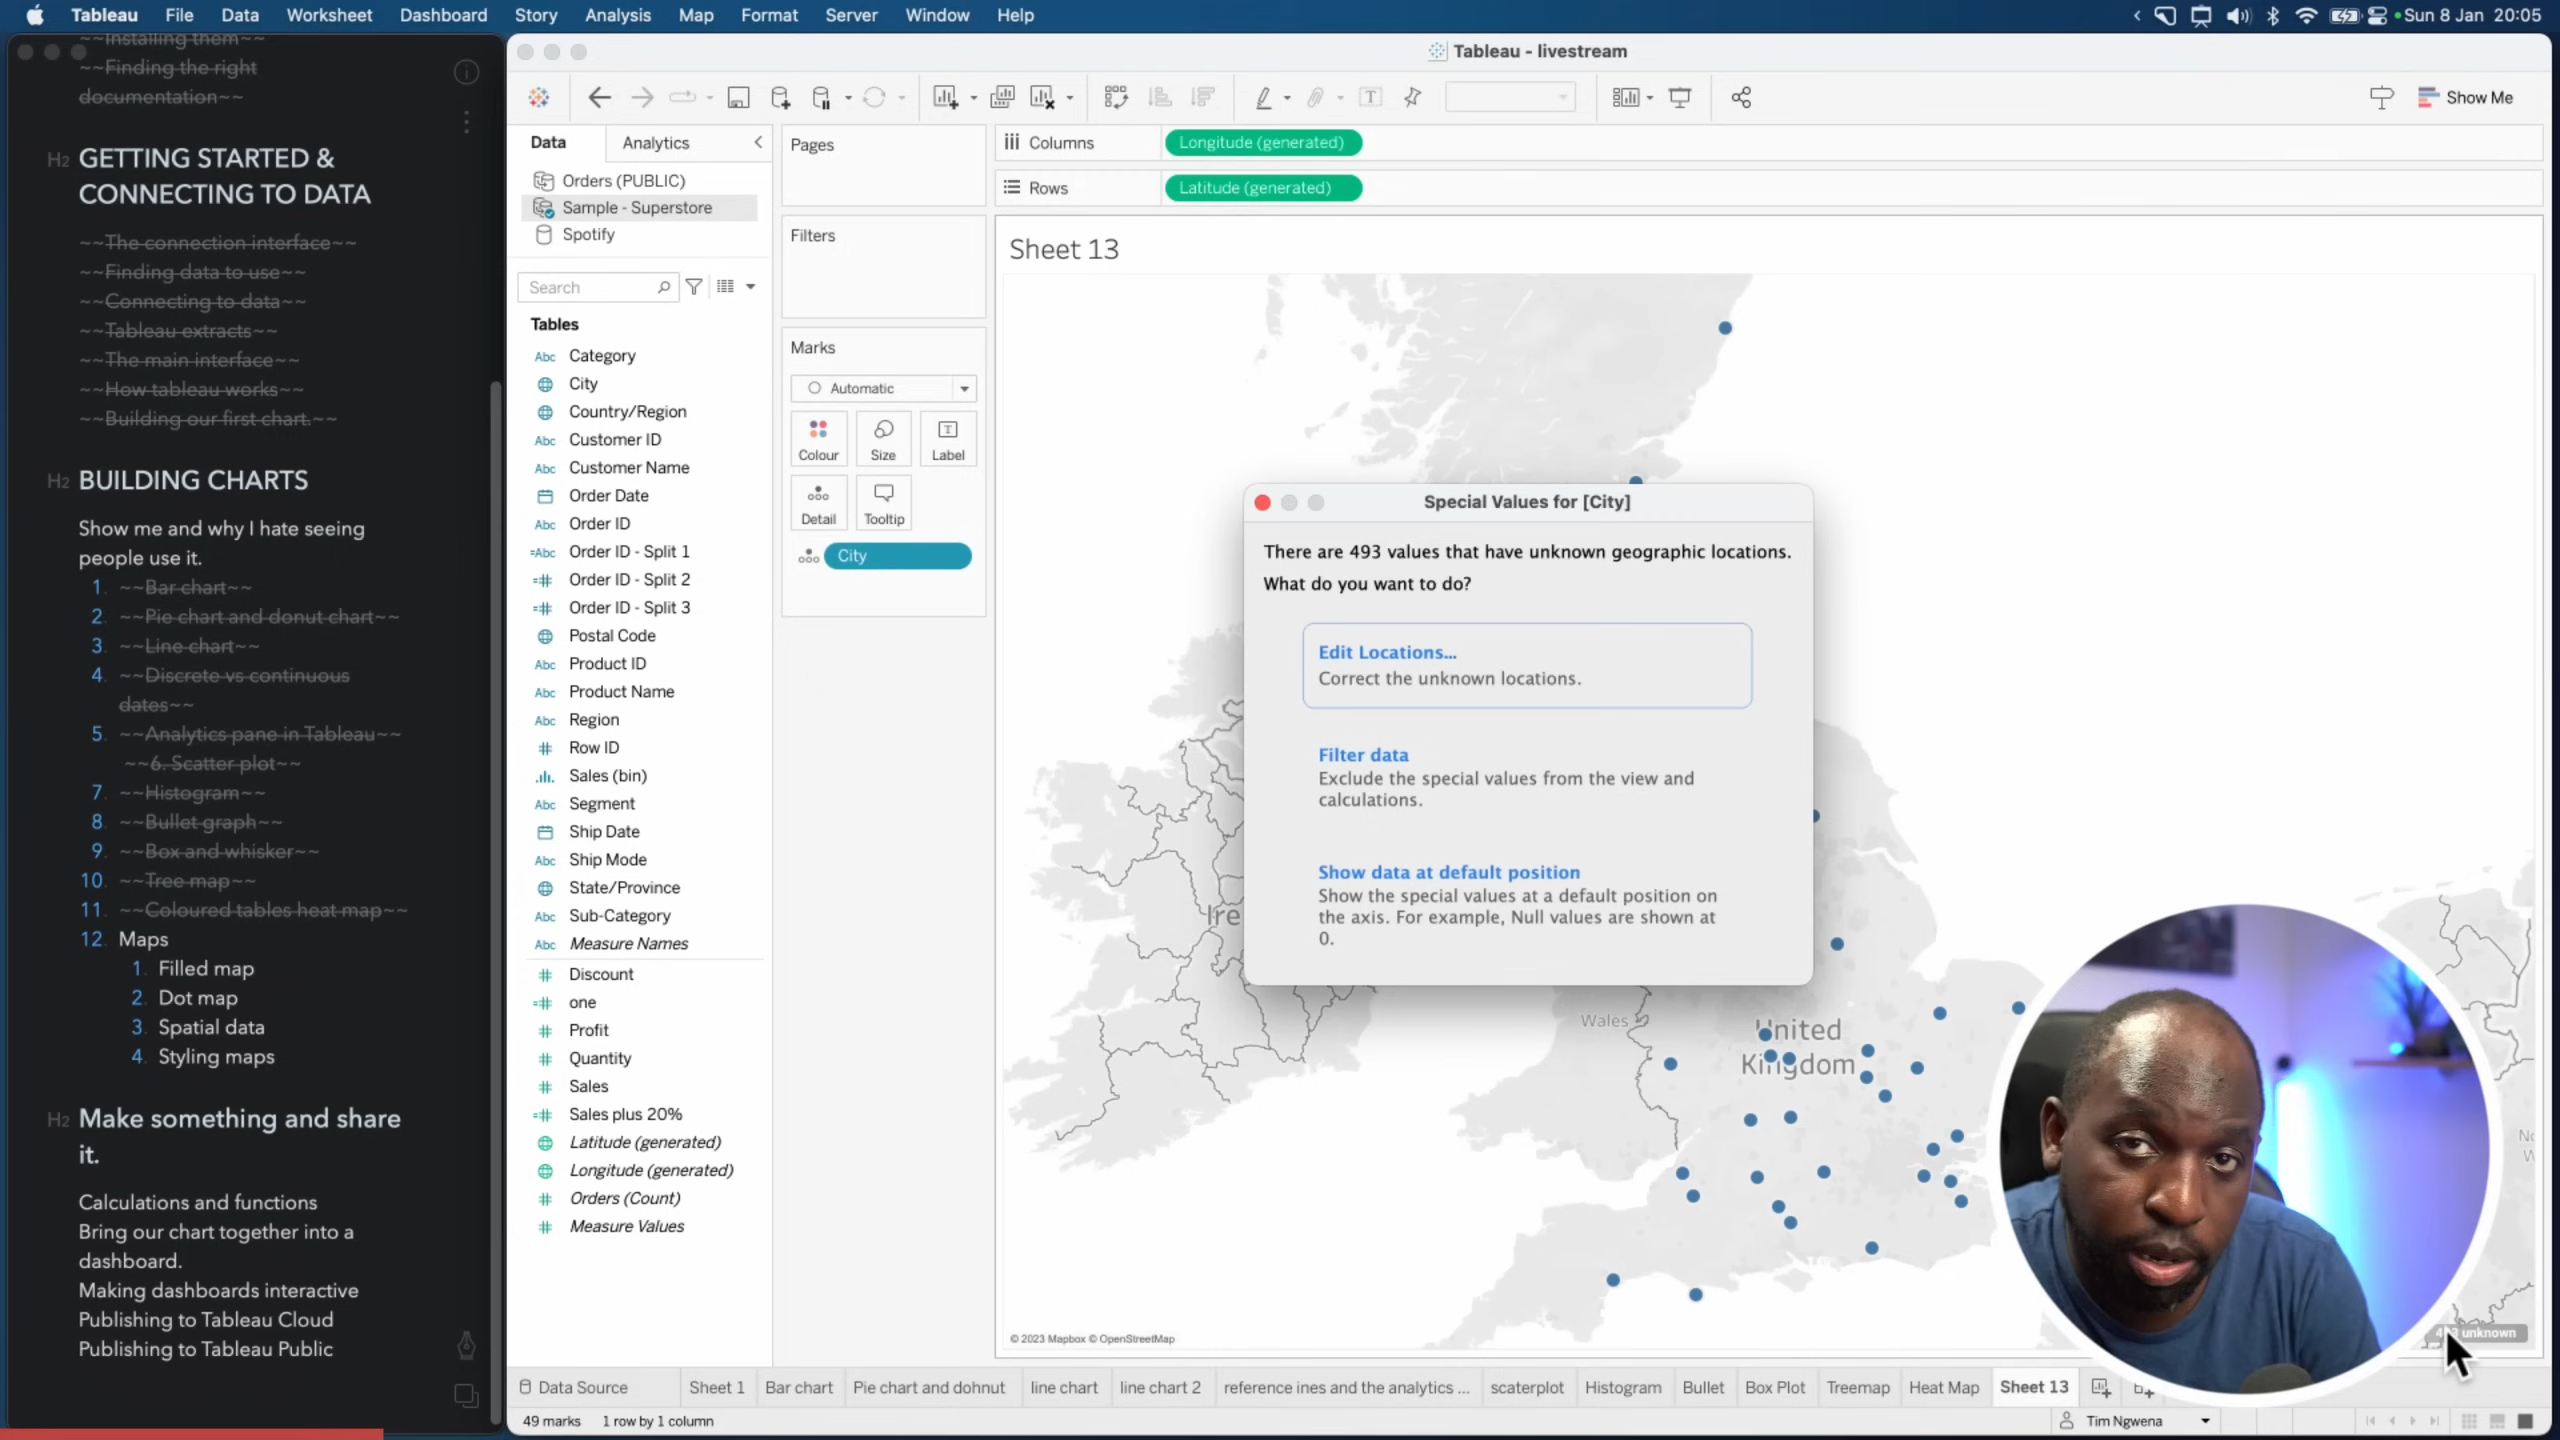 Tableau File Data Worksheet Dashboard Story Analysis Map Format Server Window Help
Sun 8 Jan 20:05
~~Installing them~~
~~Finding the right
documentation~~
H2 GETTING STARTED &
CONNECTING TO DATA
~~The connection interface~~
~~Finding data to use~~
~~Connecting to data~~
~~Tableau extracts~~
~~The main interface~~
~~How tableau works~~
~~Building our first chart.~~
H2 BUILDING CHARTS
Show me and why I hate seeing
people use it.
1. ~~Bar chart~~
2. ~~Pie chart and donut chart~~
3. ~~Line chart~~
4. ~~Discrete vs continuous
dates~~
5. ~~Analytics pane in Tableau~~
~~6. Scatter plot~~
7. ~~Histogram~~
8. ~~Bullet graph~~
9. ~~Box and whisker~~
10. ~~Tree map~~
11. ~~Coloured tables heat map~~
12. Maps
1. Filled map
2. Dot map
3. Spatial data
4. Styling maps
H2 Make something and share
it.
Calculations and functions
Bring our chart together into a
dashboard.
Making dashboards interactive
Publishing to Tableau Cloud
Publishing to Tableau Public
Tableau - livestream
Show Me
Data Analytics
Orders (PUBLIC)
Sample - Superstore
Spotify
Search
Tables
Abc Category
City
Country/Region
Abc Customer ID
Abc Customer Name
Order Date
Abc Order ID
=Abc Order ID - Split 1
=# Order ID - Split 2
=# Order ID - Split 3
Postal Code
Abc Product ID
Abc Product Name
Abc Region
# Row ID
Sales (bin)
Abc Segment
Ship Date
Abc Ship Mode
State/Province
Abc Sub-Category
Abc Measure Names
# Discount
=# one
# Profit
# Quantity
# Sales
=# Sales plus 20%
Latitude (generated)
Longitude (generated)
# Orders (Count)
# Measure Values
Pages
Filters
Marks
Automatic
Colour Size Label
Detail Tooltip
City
Columns Longitude (generated)
Rows Latitude (generated)
Sheet 13
Special Values for [City]
There are 493 values that have unknown geographic locations.
What do you want to do?
Edit Locations...
Correct the unknown locations.
Filter data
Exclude the special values from the view and
calculations.
Show data at default position
Show the special values at a default position on
the axis. For example, Null values are shown at
0.
Wales
United
Kingdom
unknown
© 2023 Mapbox © OpenStreetMap
Data Source Sheet 1 Bar chart Pie chart and dohnut line chart line chart 2 reference ines and the analytics ... scaterplot Histogram Bullet Box Plot Treemap Heat Map Sheet 13
49 marks 1 row by 1 column
Tim Ngwena